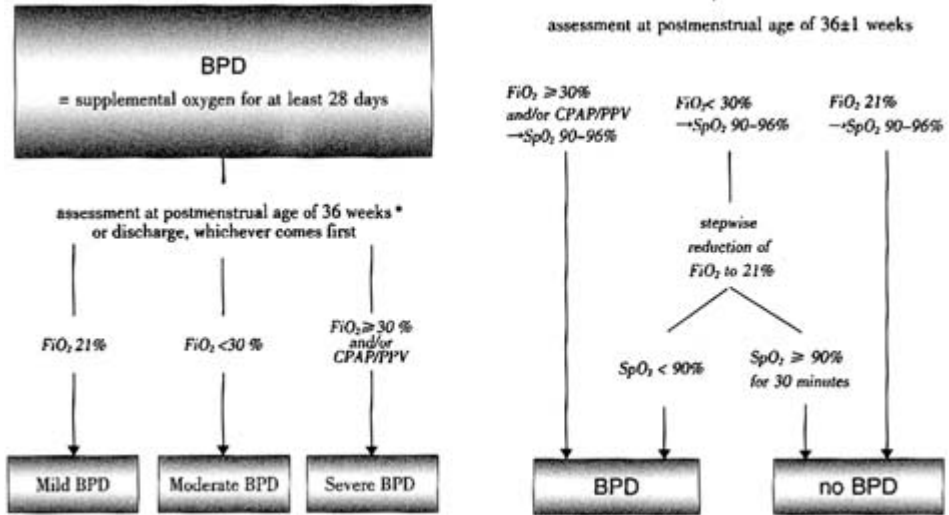 BPD
= supplemental oxygen for at least 28 days
assessment at postmenstrual age of 36 weeks *
or discharge, whichever comes first
FiO₂ 21%
FiO₂ <30 %
FiO₂≥30 %
and/or
CPAP/PPV
Mild BPD
Moderate BPD
Severe BPD
assessment at postmenstrual age of 36±1 weeks
FiO₂ ≥30%
and/or CPAP/PPV
→SpO₂ 90–96%
FiO₂< 30%
→SpO₂ 90–96%
FiO₂ 21%
→SpO₂ 90–96%
stepwise
reduction of
FiO₂ to 21%
SpO₂ < 90%
SpO₂ ≥ 90%
for 30 minutes
BPD
no BPD